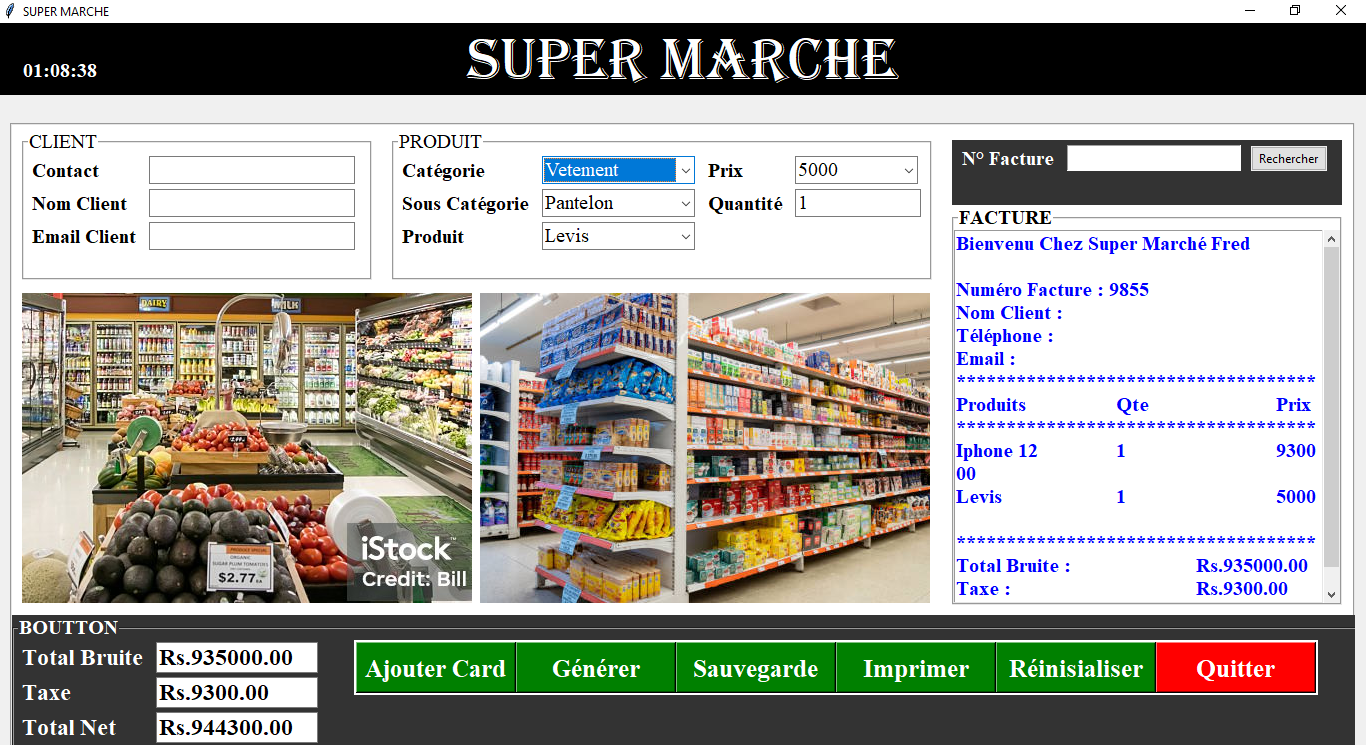 SUPER MARCHE
01:08:38
SUPER MARCHE
CLIENT
Contact
Nom Client
Email Client
PRODUIT
Catégorie Vetement Prix 5000
Sous Catégorie Pantelon Quantité 1
Produit Levis
N° Facture Rechercher
FACTURE
Bienvenu Chez Super Marché Fred
Numéro Facture : 9855
Nom Client :
Téléphone :
Email :
************************************
Produits Qte Prix
************************************
Iphone 12 1 9300
00
Levis 1 5000
************************************
Total Bruite : Rs.935000.00
Taxe : Rs.9300.00
DAIRY
MILK
PRODUCE SPECIAL
ORGANIC
SUGAR PLUM TOMATOES
$2.77 EA
iStock™
Credit: Bill
BOUTTON
Total Bruite Rs.935000.00
Taxe Rs.9300.00
Total Net Rs.944300.00
Ajouter Card
Générer
Sauvegarde
Imprimer
Réinisialiser
Quitter